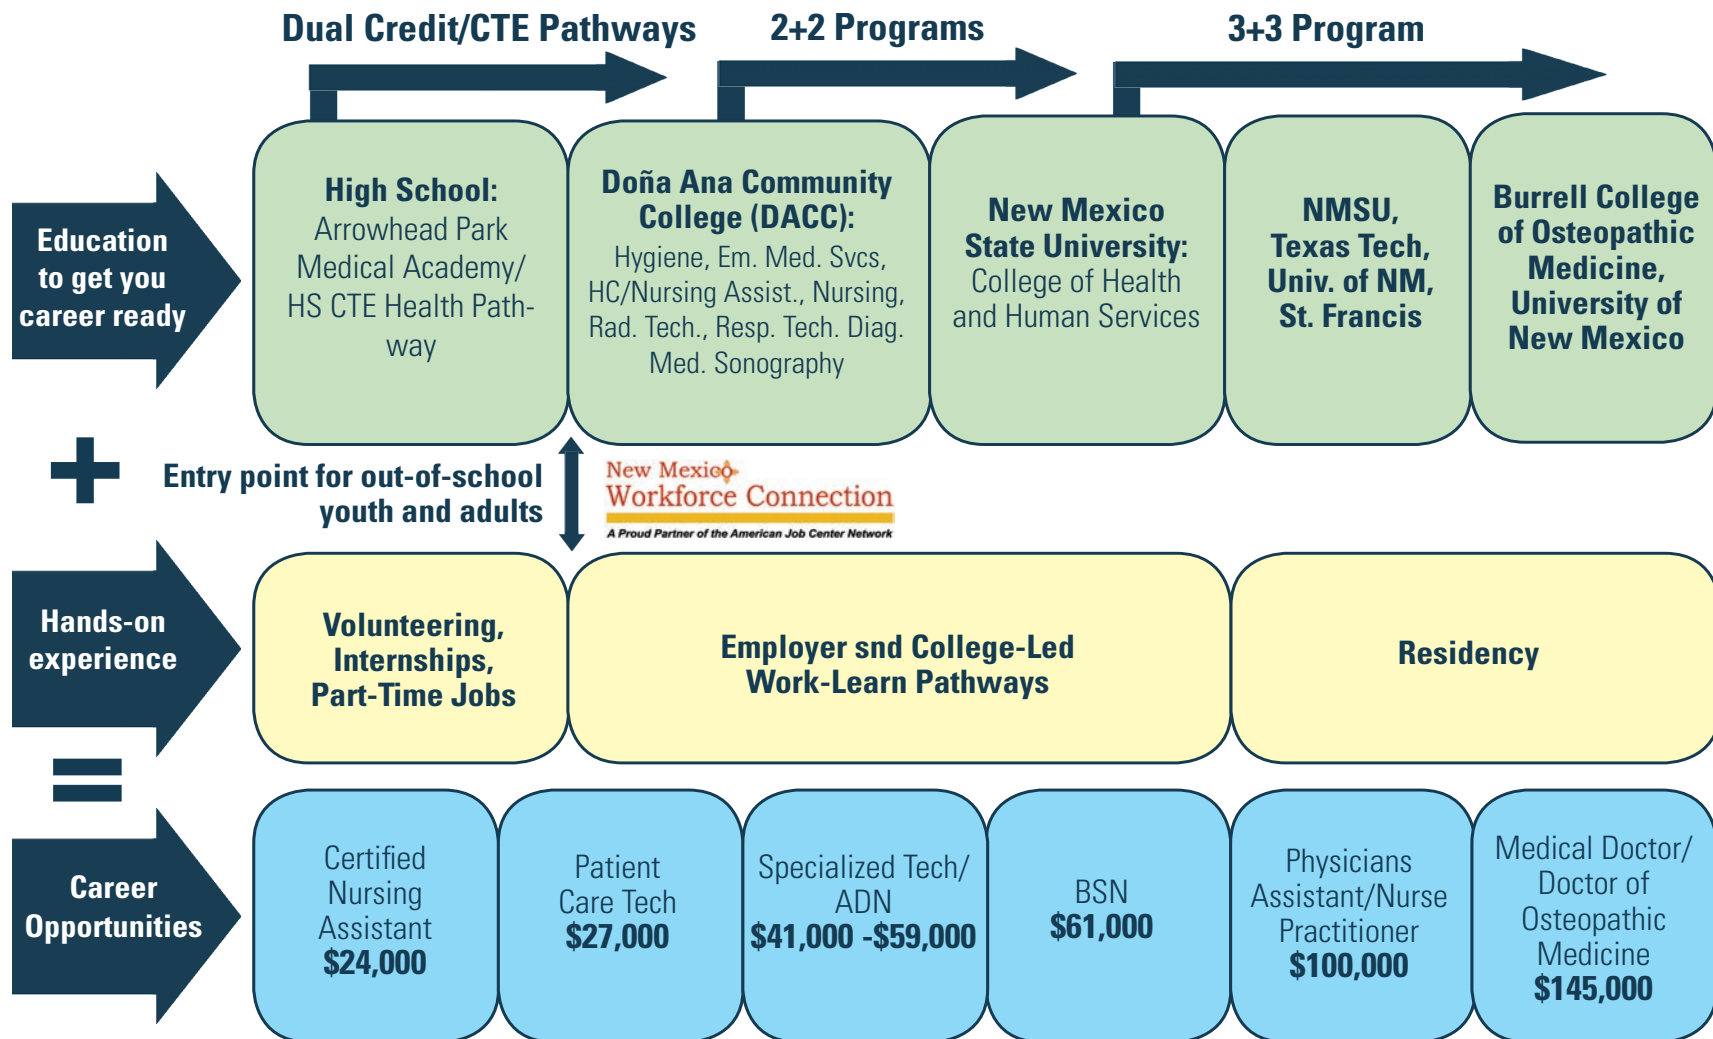 Dual Credit/CTE Pathways
2+2 Programs
3+3 Program
Education
to get you
career ready
High School:
Arrowhead Park
Medical Academy/
HS CTE Health Path-
way
Doña Ana Community
College (DACC):
Hygiene, Em. Med. Svcs,
HC/Nursing Assist., Nursing,
Rad. Tech., Resp. Tech. Diag.
Med. Sonography
New Mexico
State University:
College of Health
and Human Services
NMSU,
Texas Tech,
Univ. of NM,
St. Francis
Burrell College
of Osteopathic
Medicine,
University of
New Mexico
+
Entry point for out-of-school
youth and adults
New Mexico
Workforce Connection
A Proud Partner of the American Job Center Network
Hands-on
experience
Volunteering,
Internships,
Part-Time Jobs
Employer snd College-Led
Work-Learn Pathways
Residency
=
Career
Opportunities
Certified
Nursing
Assistant
$24,000
Patient
Care Tech
$27,000
Specialized Tech/
ADN
$41,000 -$59,000
BSN
$61,000
Physicians
Assistant/Nurse
Practitioner
$100,000
Medical Doctor/
Doctor of
Osteopathic
Medicine
$145,000